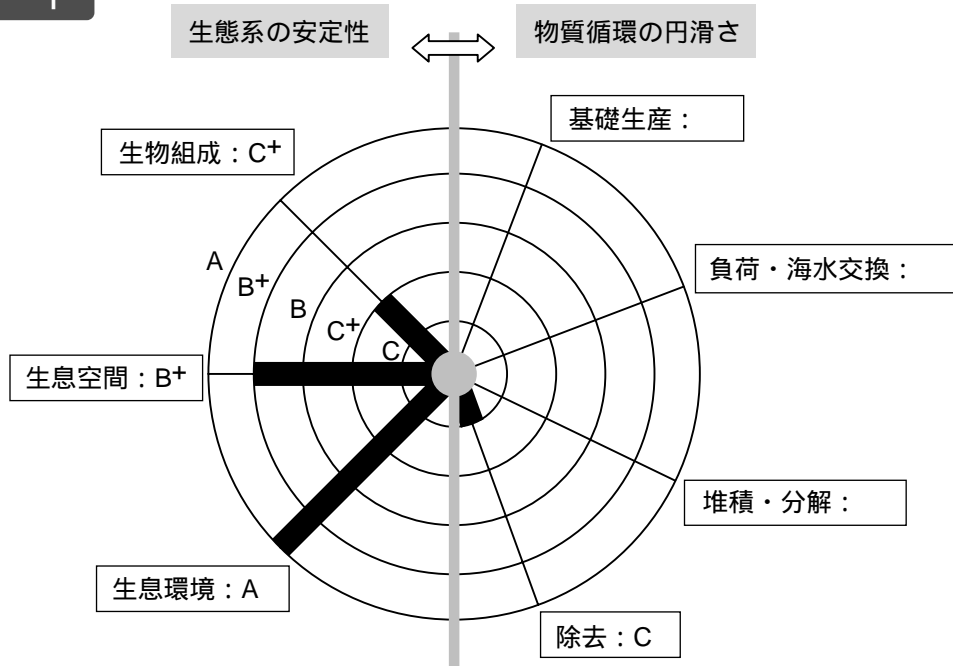 生態系の安定性
物質循環の円滑さ
基礎生産：
生物組成：C+
負荷・海水交換：
A
B+
B
C+
C
生息空間：B+
堆積・分解：
生息環境：A
除去：C